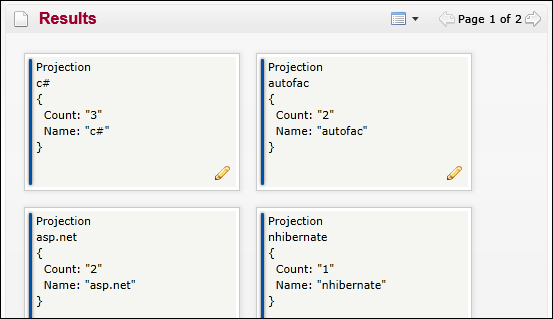 Results
Page 1 of 2
Projection
c#
{
Count: "3"
Name: "c#"
}
Projection
autofac
{
Count: "2"
Name: "autofac"
}
Projection
asp.net
{
Count: "2"
Name: "asp.net"
}
Projection
nhibernate
{
Count: "1"
Name: "nhibernate"
}